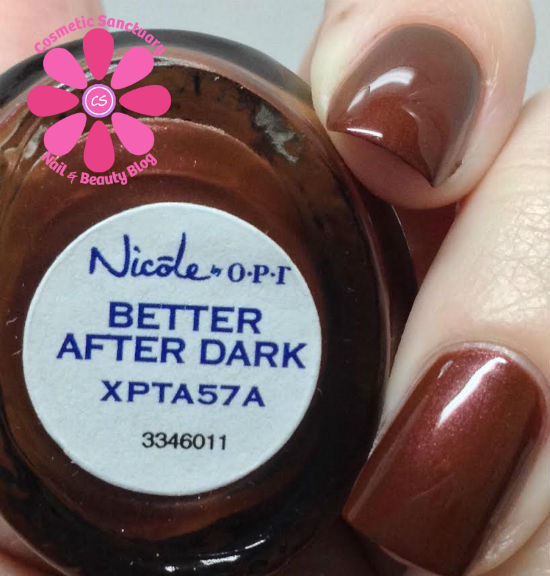 Cosmetic Sanctuary
CS
Nail & Beauty Blog
Nicole by O·P·I
BETTER
AFTER DARK
XPTA57A
3346011